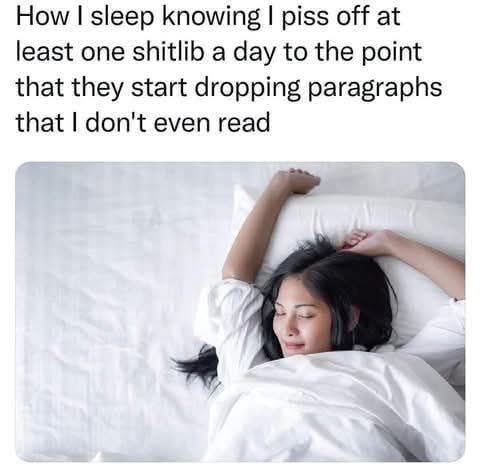 How I sleep knowing I piss off at
least one shitlib a day to the point
that they start dropping paragraphs
that I don't even read